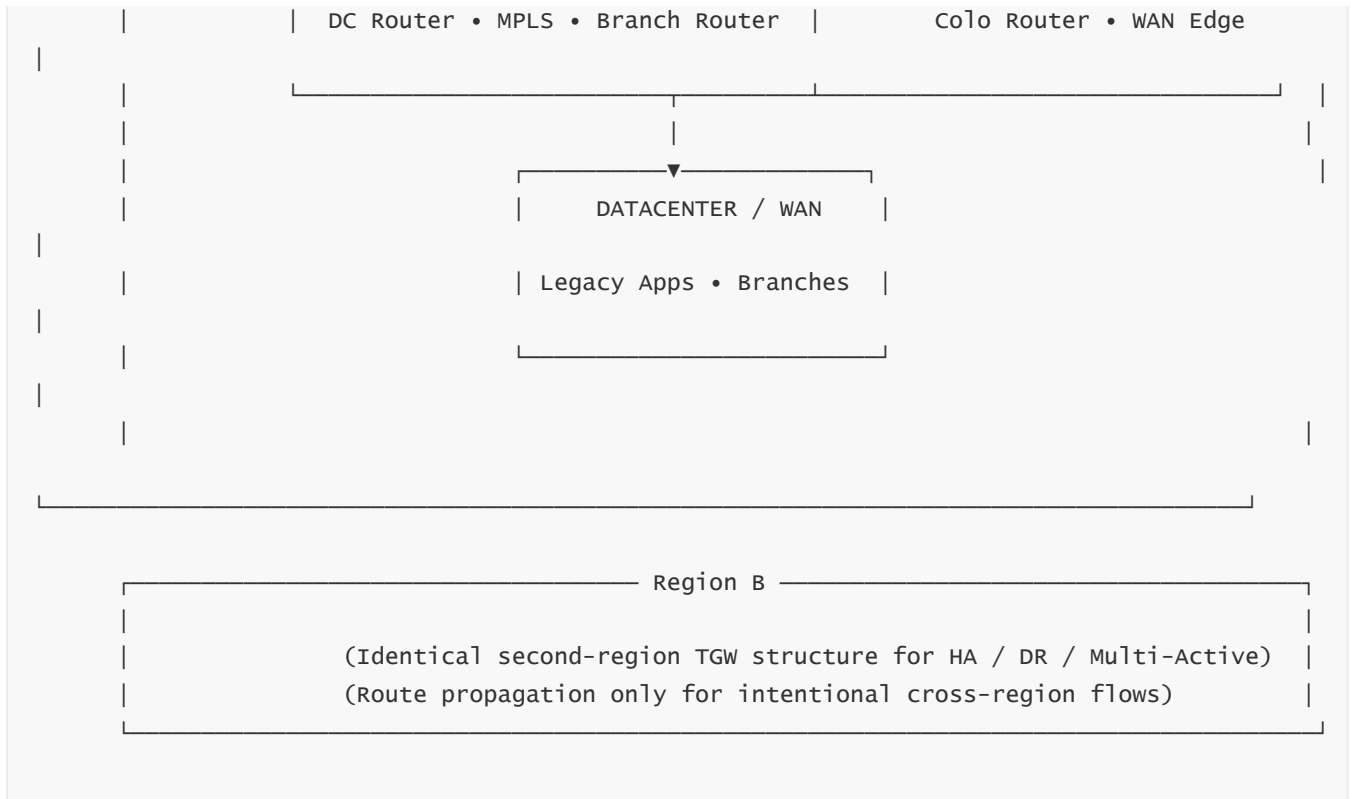 DC Router • MPLS • Branch Router Colo Router • WAN Edge
DATACENTER / WAN
Legacy Apps • Branches
Region B
(Identical second-region TGW structure for HA / DR / Multi-Active)
(Route propagation only for intentional cross-region flows)